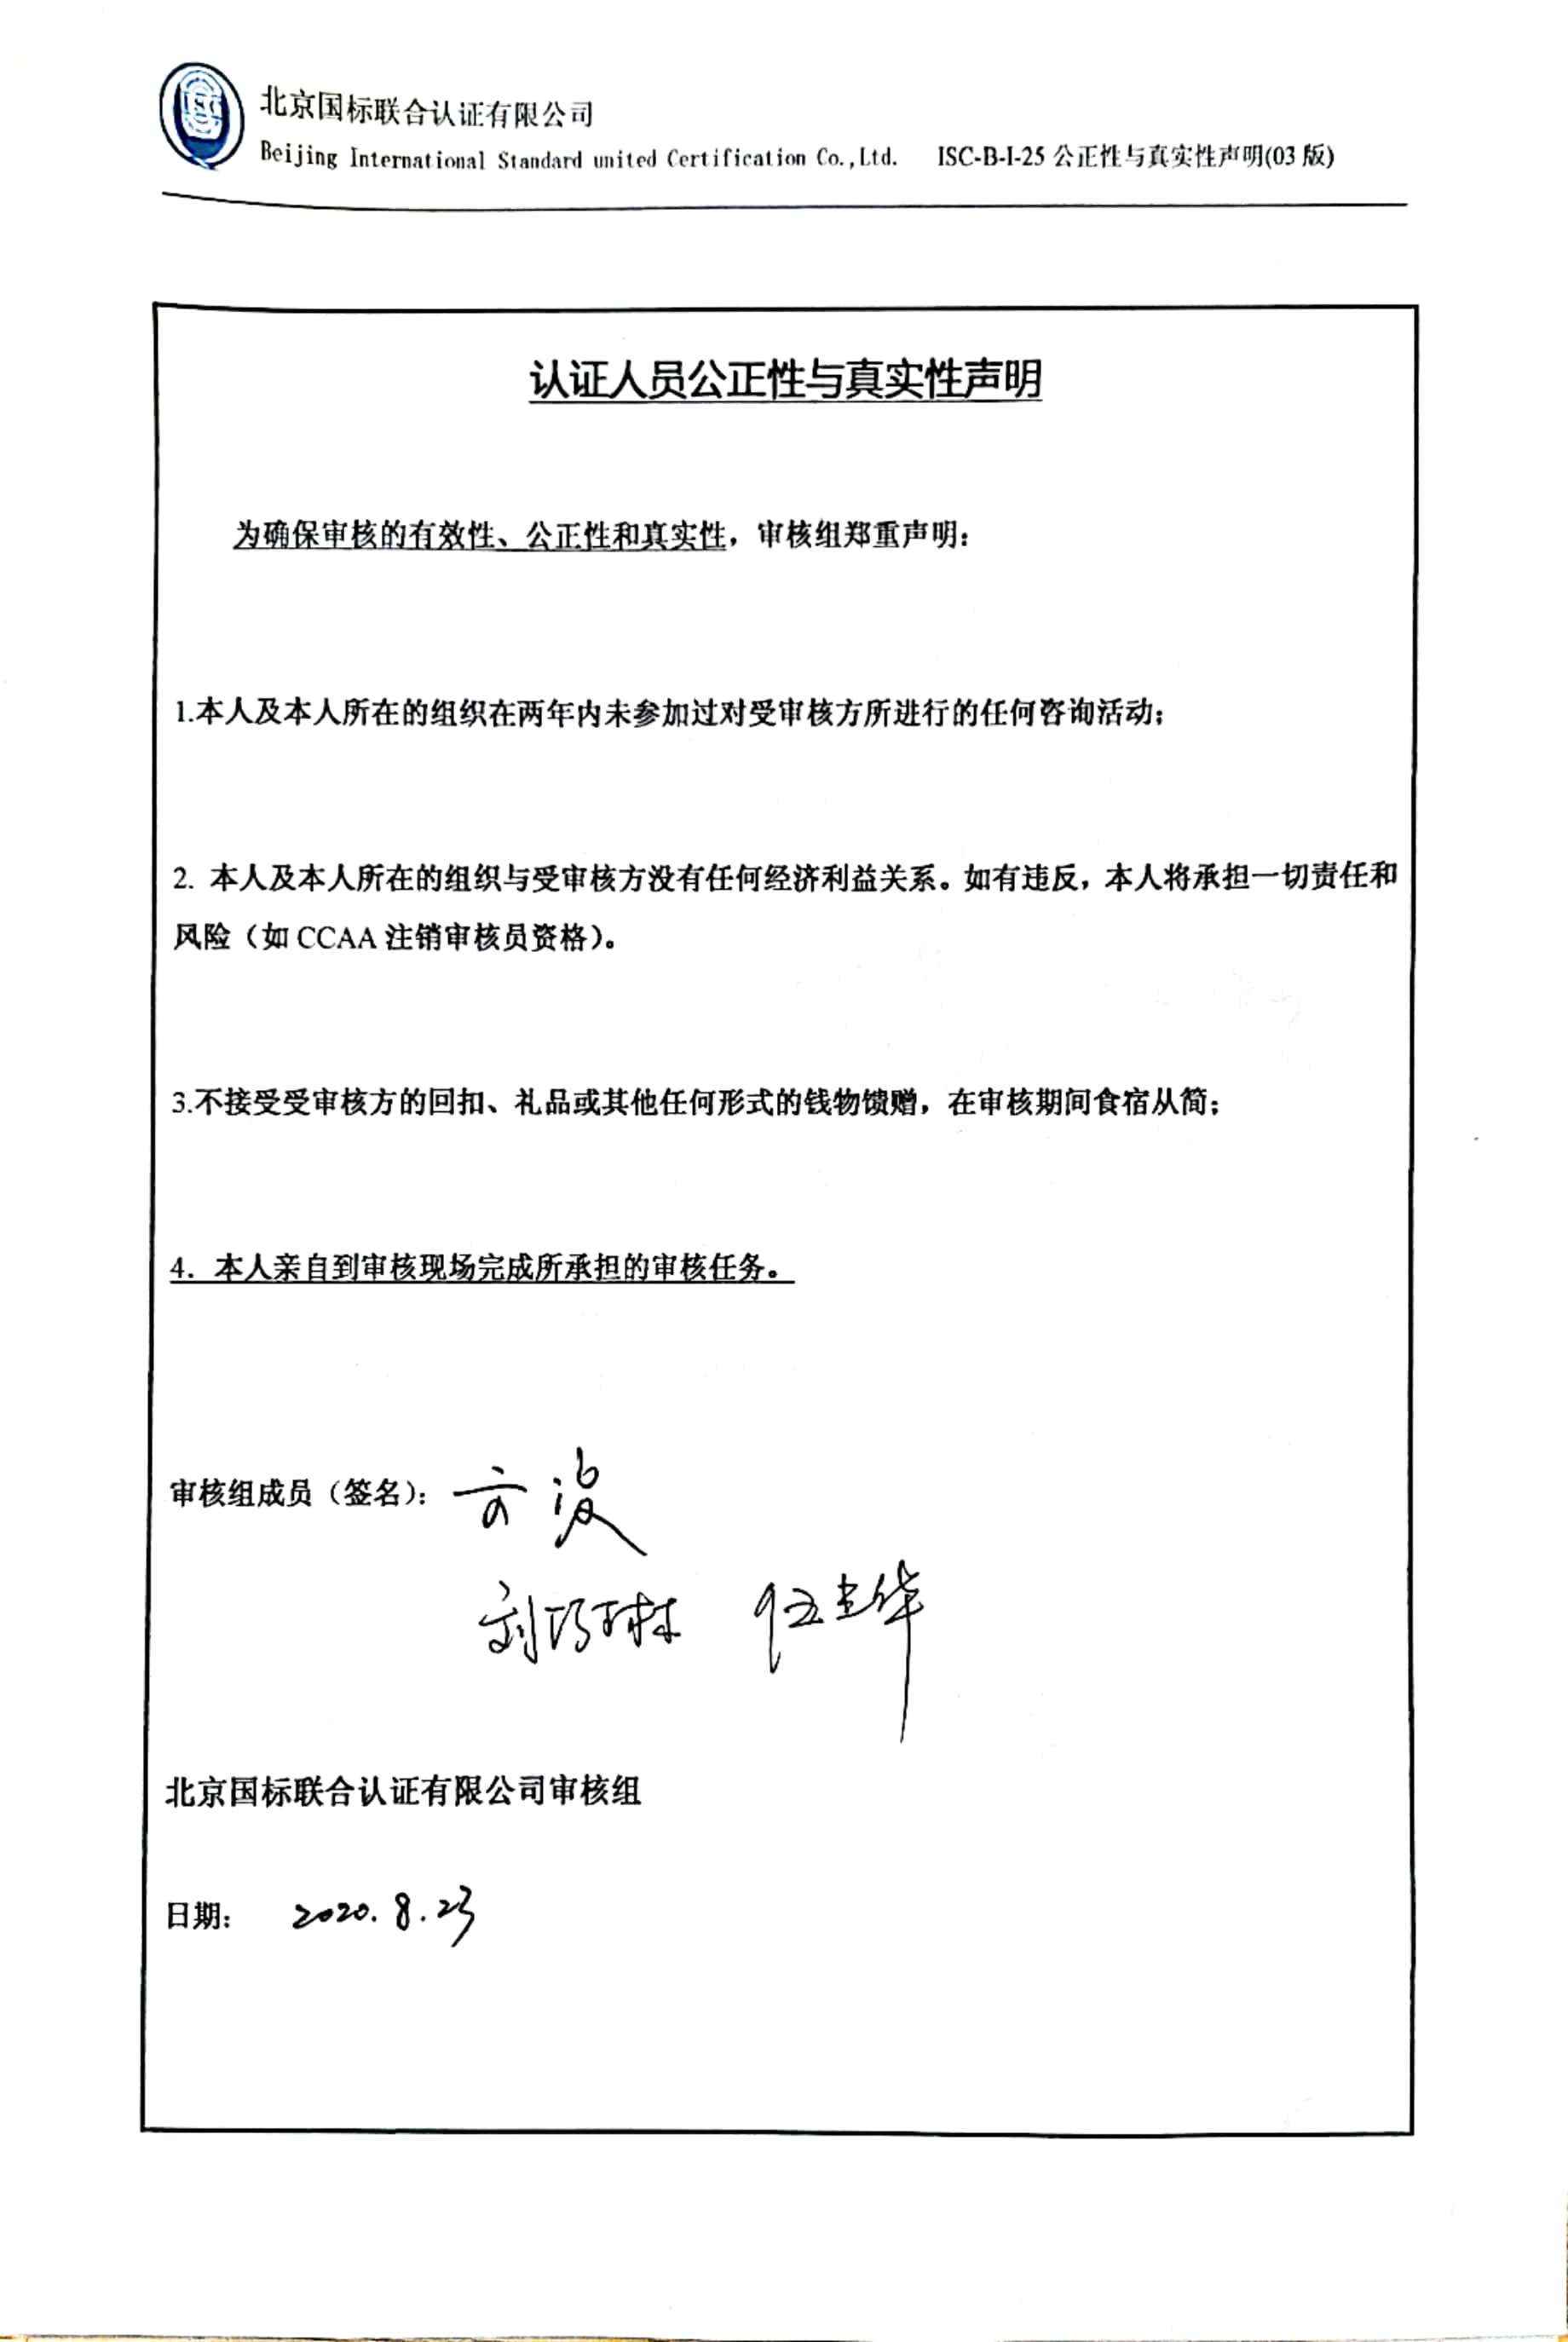 北京国标联合认证有限公司
Beijing International Standard united Certification Co.,Ltd. ISC-B-I-25 公正性与真实性声明(03 版)
认证人员公正性与真实性声明
为确保审核的有效性、公正性和真实性，审核组郑重声明：
1.本人及本人所在的组织在两年内未参加过对受审核方所进行的任何咨询活动；
2. 本人及本人所在的组织与受审核方没有任何经济利益关系。如有违反，本人将承担一切责任和
风险（如 CCAA 注销审核员资格）。
3.不接受受审核方的回扣、礼品或其他任何形式的钱物馈赠，在审核期间食宿从简；
4. 本人亲自到审核现场完成所承担的审核任务。
审核组成员（签名）：
北京国标联合认证有限公司审核组
日期： 2020.8.23